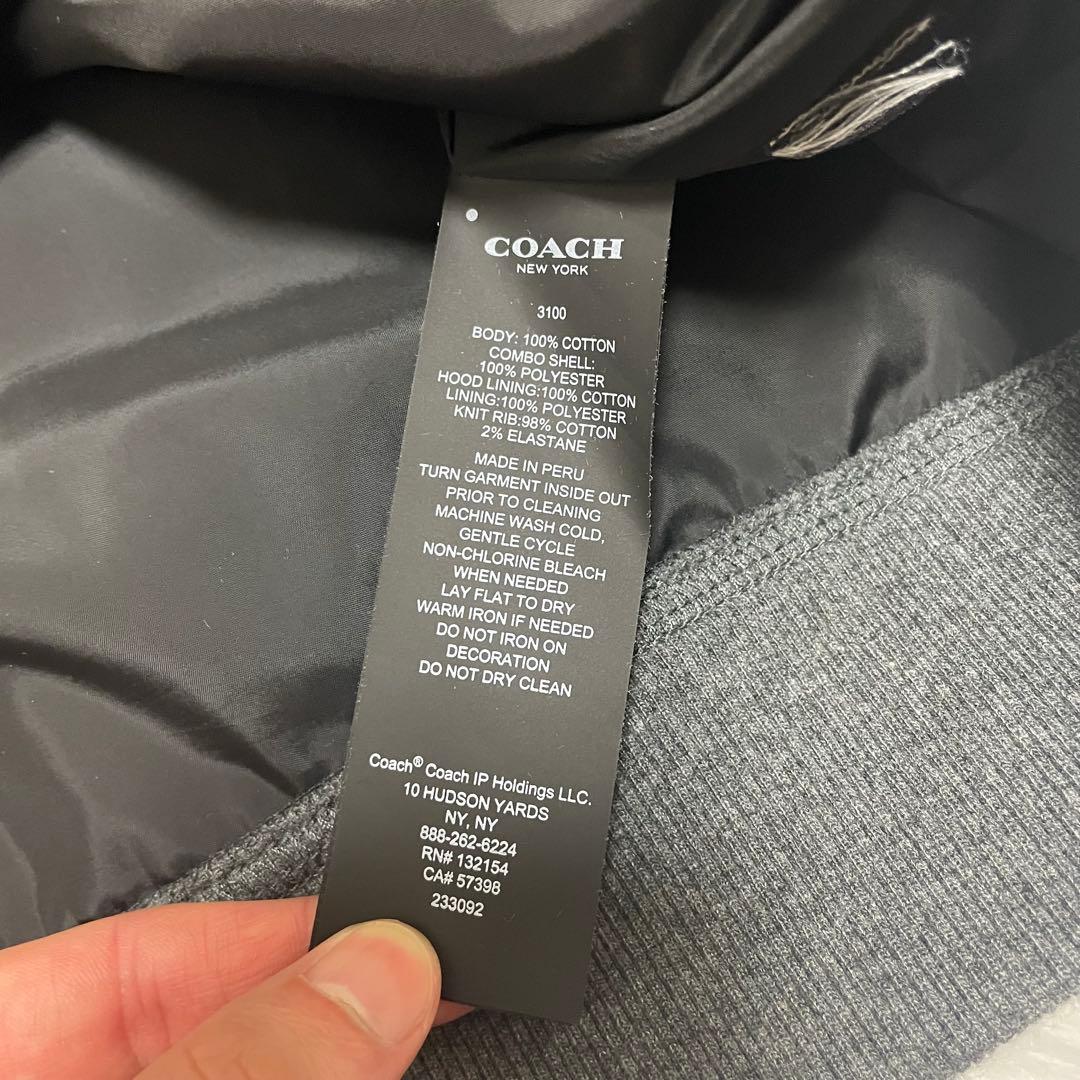 COACH
NEW YORK
3100
BODY: 100% COTTON
COMBO SHELL:
100% POLYESTER
HOOD LINING:100% COTTON
LINING:100% POLYESTER
KNIT RIB:98% COTTON
2% ELASTANE
MADE IN PERU
TURN GARMENT INSIDE OUT
PRIOR TO CLEANING
MACHINE WASH COLD,
GENTLE CYCLE
NON-CHLORINE BLEACH
WHEN NEEDED
LAY FLAT TO DRY
WARM IRON IF NEEDED
DO NOT IRON ON
DECORATION
DO NOT DRY CLEAN
Coach® Coach IP Holdings LLC.
10 HUDSON YARDS
NY, NY
888-262-6224
RN# 132154
CA# 57398
233092